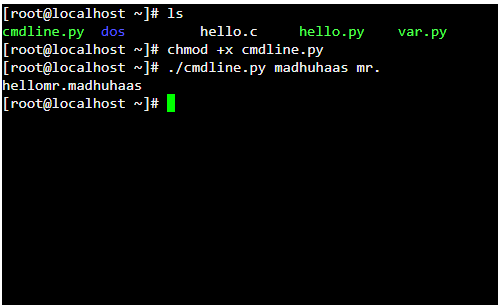 [root@localhost ~]# ls
cmdline.py  dos         hello.c     hello.py    var.py
[root@localhost ~]# chmod +x cmdline.py
[root@localhost ~]# ./cmdline.py madhuhaas mr.
hellomr.madhuhaas
[root@localhost ~]#